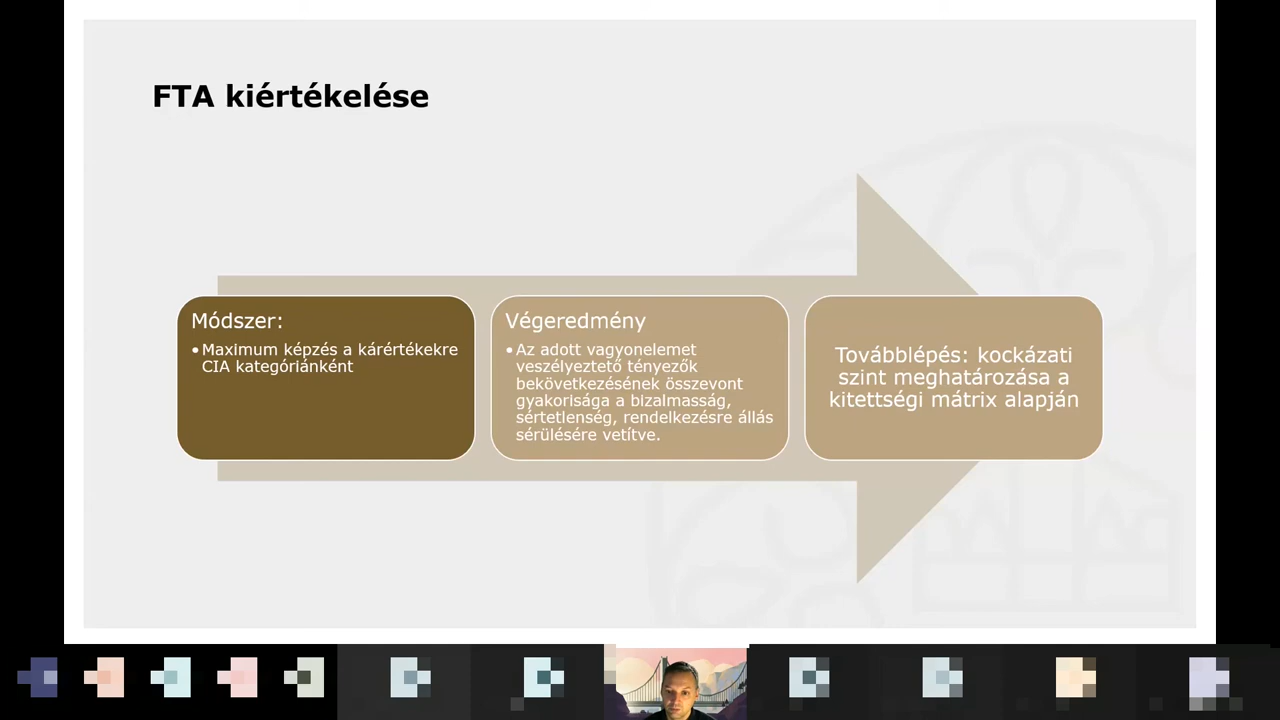 FTA kiértékelése
Módszer:
•Maximum képzés a kárértékekre
CIA kategóriánként
Végeredmény
•Az adott vagyonelemet
veszélyeztető tényezők
bekövetkezésének összevont
gyakorisága a bizalmasság,
sértetlenség, rendelkezésre állás
sérülésére vetítve.
Továbblépés: kockázati
szint meghatározása a
kitettségi mátrix alapján